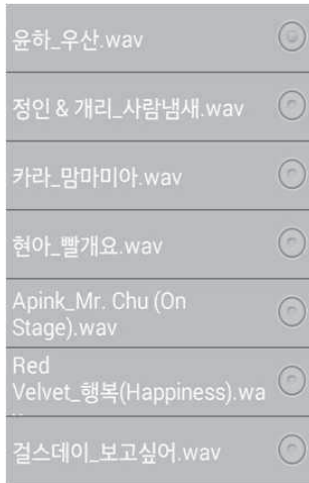 윤하_우산.wav
정인 & 개리_사람냄새.wav
카라_맘마미아.wav
현아_빨개요.wav
Apink_Mr. Chu (On
Stage).wav
Red
Velvet_행복(Happiness).wa
걸스데이_보고싶어.wav